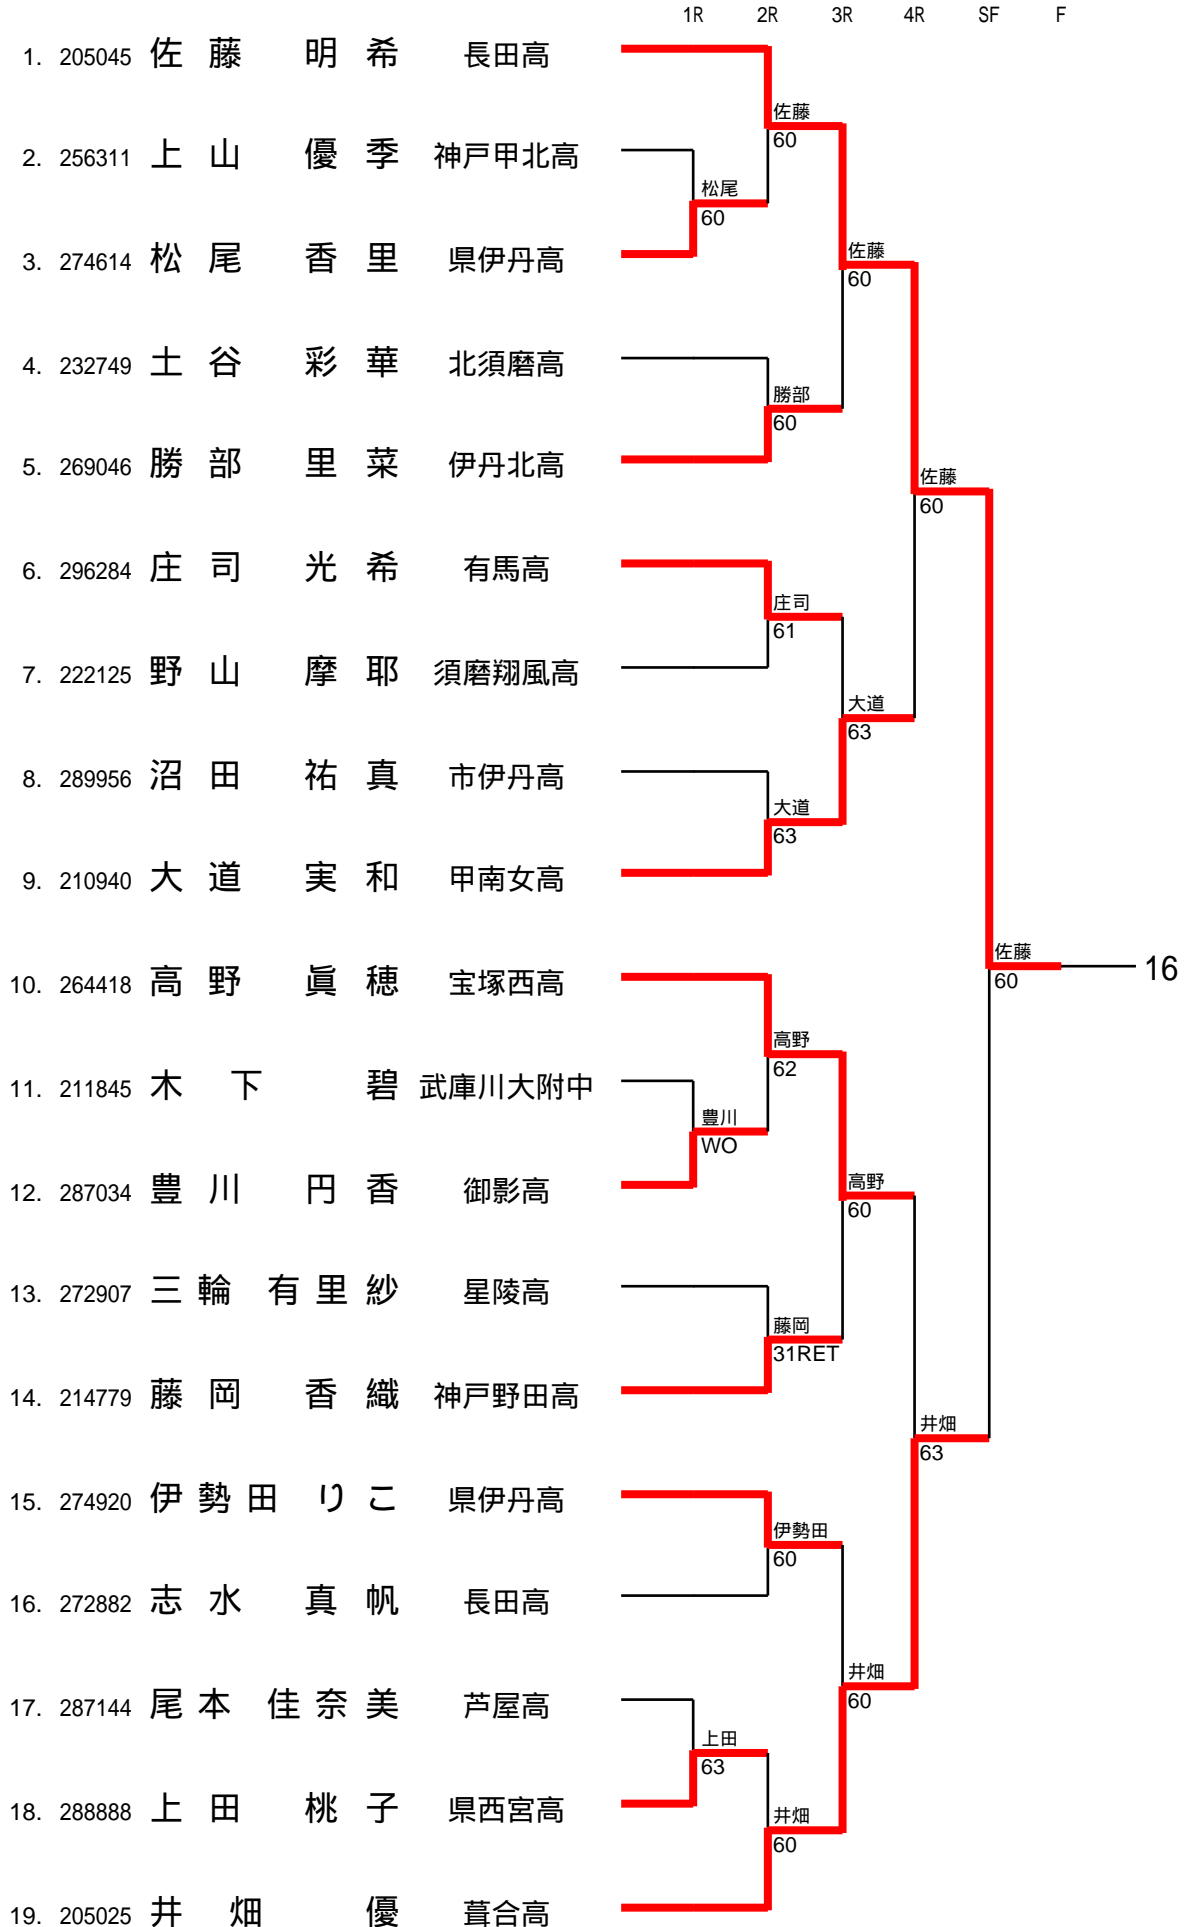 1R 2R 3R 4R SF F
1. 205045 佐藤 明希 長田高
佐藤
60
2. 256311 上山 優季 神戸甲北高
松尾
60
3. 274614 松尾 香里 県伊丹高
佐藤
60
4. 232749 土谷 彩華 北須磨高
勝部
60
5. 269046 勝部 里菜 伊丹北高
佐藤
60
6. 296284 庄司 光希 有馬高
庄司
61
7. 222125 野山 摩耶 須磨翔風高
大道
63
8. 289956 沼田 祐真 市伊丹高
大道
63
9. 210940 大道 実和 甲南女高
佐藤
60
16
10. 264418 高野 眞穂 宝塚西高
高野
62
11. 211845 木下 碧 武庫川大附中
豊川
WO
12. 287034 豊川 円香 御影高
高野
60
13. 272907 三輪 有里紗 星陵高
藤岡
31RET
14. 214779 藤岡 香織 神戸野田高
井畑
63
15. 274920 伊勢田 りこ 県伊丹高
伊勢田
60
16. 272882 志水 真帆 長田高
井畑
60
17. 287144 尾本 佳奈美 芦屋高
上田
63
18. 288888 上田 桃子 県西宮高
井畑
60
19. 205025 井畑 優 葺合高